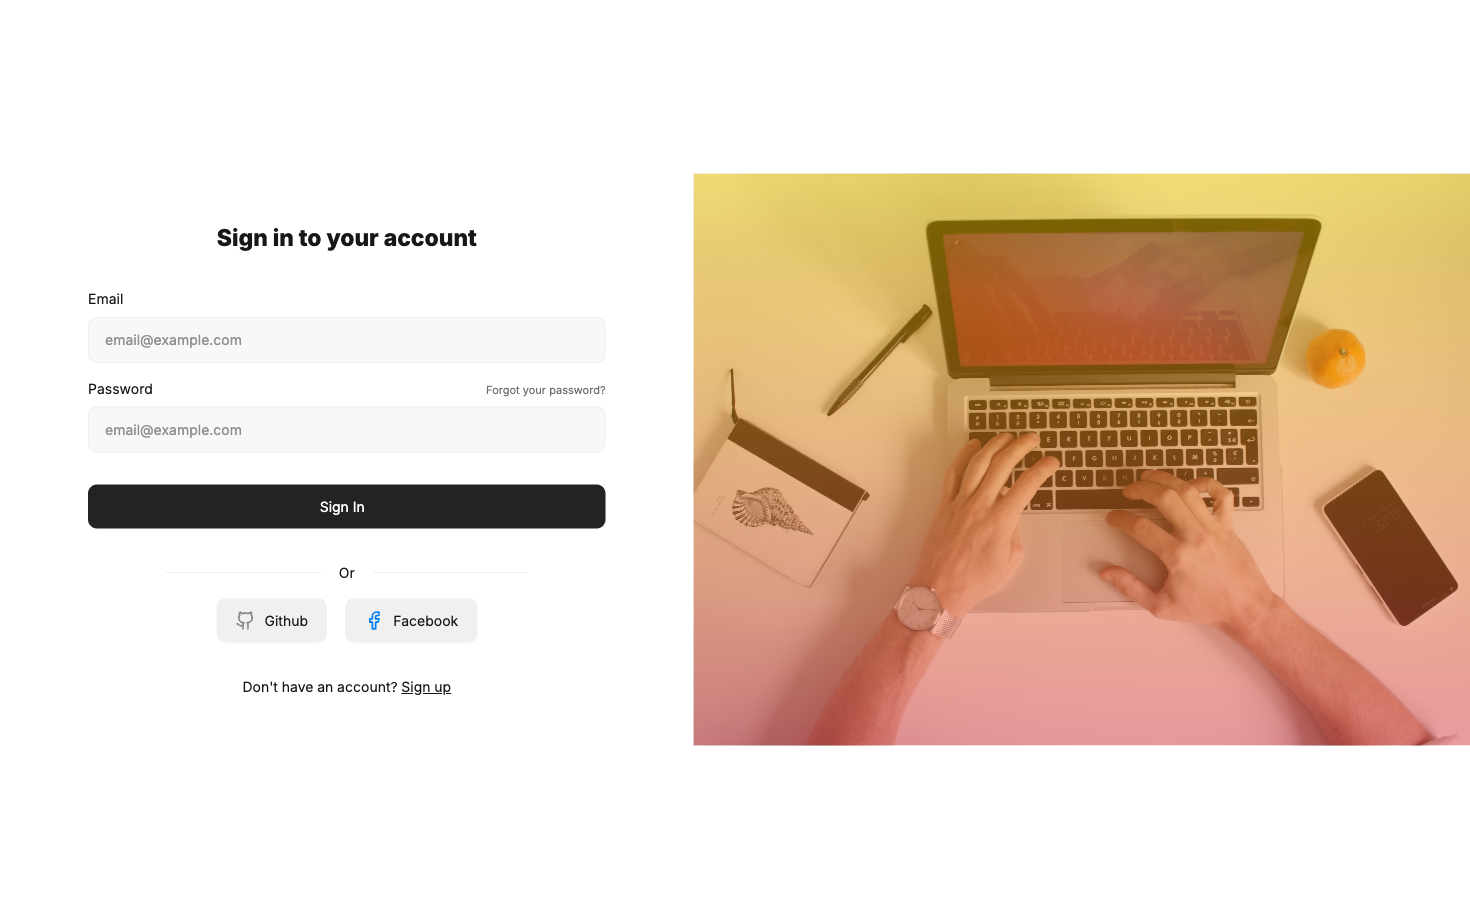 Sign in to your account
Email
email@example.com
Password
Forgot your password?
email@example.com
Sign In
Or
Github
Facebook
Don't have an account? Sign up